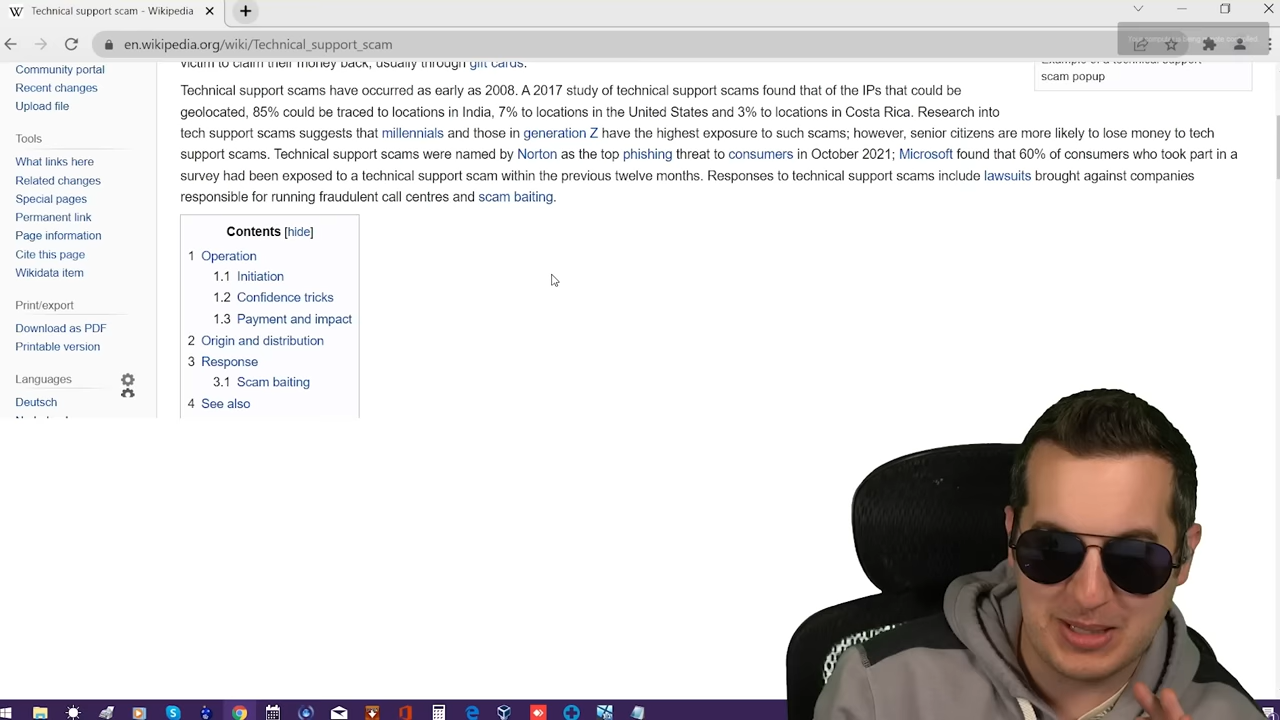 Technical support scam - Wikipedia
en.wikipedia.org/wiki/Technical_support_scam
Community portal
Recent changes
Upload file
Tools
What links here
Related changes
Special pages
Permanent link
Page information
Cite this page
Wikidata item
Print/export
Download as PDF
Printable version
Languages
Deutsch
victim to claim their money back, usually through gift cards.
Technical support scams have occurred as early as 2008. A 2017 study of technical support scams found that of the IPs that could be
geolocated, 85% could be traced to locations in India, 7% to locations in the United States and 3% to locations in Costa Rica. Research into
tech support scams suggests that millennials and those in generation Z have the highest exposure to such scams; however, senior citizens are more likely to lose money to tech
support scams. Technical support scams were named by Norton as the top phishing threat to consumers in October 2021; Microsoft found that 60% of consumers who took part in a
survey had been exposed to a technical support scam within the previous twelve months. Responses to technical support scams include lawsuits brought against companies
responsible for running fraudulent call centres and scam baiting.
Example of a technical support
scam popup
Contents [hide]
1 Operation
1.1 Initiation
1.2 Confidence tricks
1.3 Payment and impact
2 Origin and distribution
3 Response
3.1 Scam baiting
4 See also